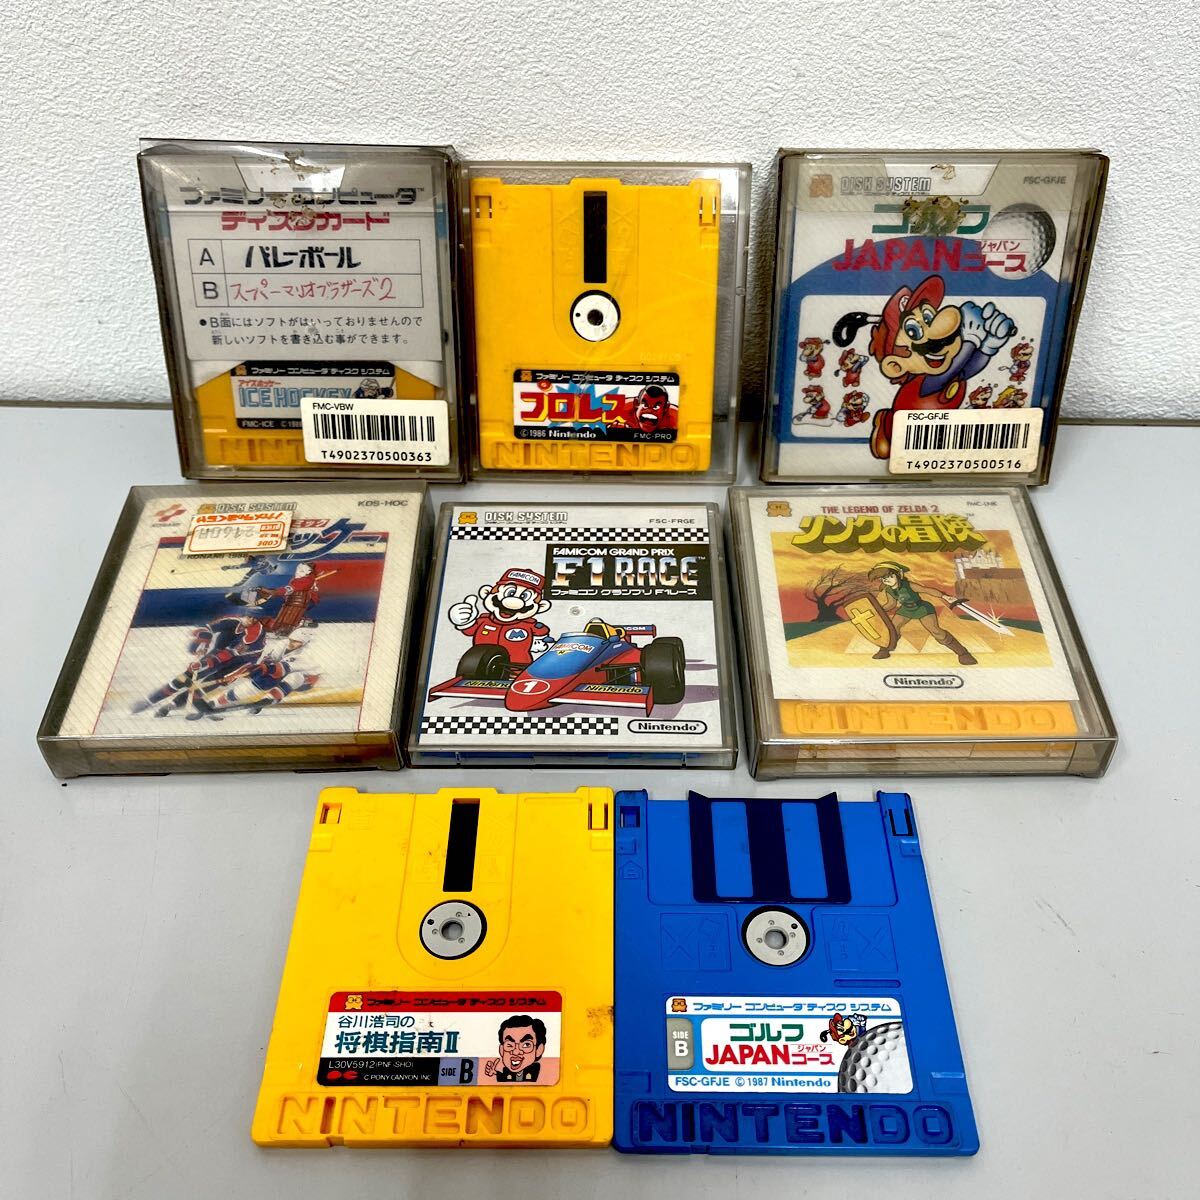 ファミリーコンピュータ™
ディスクカード
A バレーボール
B スーパーマリオブラザーズ2
●B面にはソフトがはいっておりませんので
新しいソフトを書き込む事ができます。
アイスホッケー
ICE HOCKEY
FMC-ICE
FMC-VBW
T4902370500363
ファミリー コンピュータ ディスク システム
プロレス
©1986 Nintendo FMC-PRO
NINTENDO
DISK SYSTEM
FSC-GFJE
ゴルフ
JAPAN ジャパン コース
FSC-GFJE
T4902370500516
KONAMI
DISK SYSTEM
KDS-HOC
DISK SYSTEM
FSC-FRGE
FAMICOM GRAND PRIX
F1 RACE
ファミコン グランプリ F1レース
FAMICOM
M
FAMICOM
1
Nintendo
Nintendo
Nintendo®
FMC-LNK
THE LEGEND OF ZELDA 2
リンクの冒険™
Nintendo®
NINTENDO
ファミリー コンピュータ ディスク システム
谷川浩司の
将棋指南II
L30V5912(PNF-SHO)
© PONY CANYON, INC.
SIDE B
NINTENDO
ファミリー コンピュータ ディスク システム
SIDE B
ゴルフ
JAPAN ジャパン コース
FSC-GFJE ©1987 Nintendo
NINTENDO